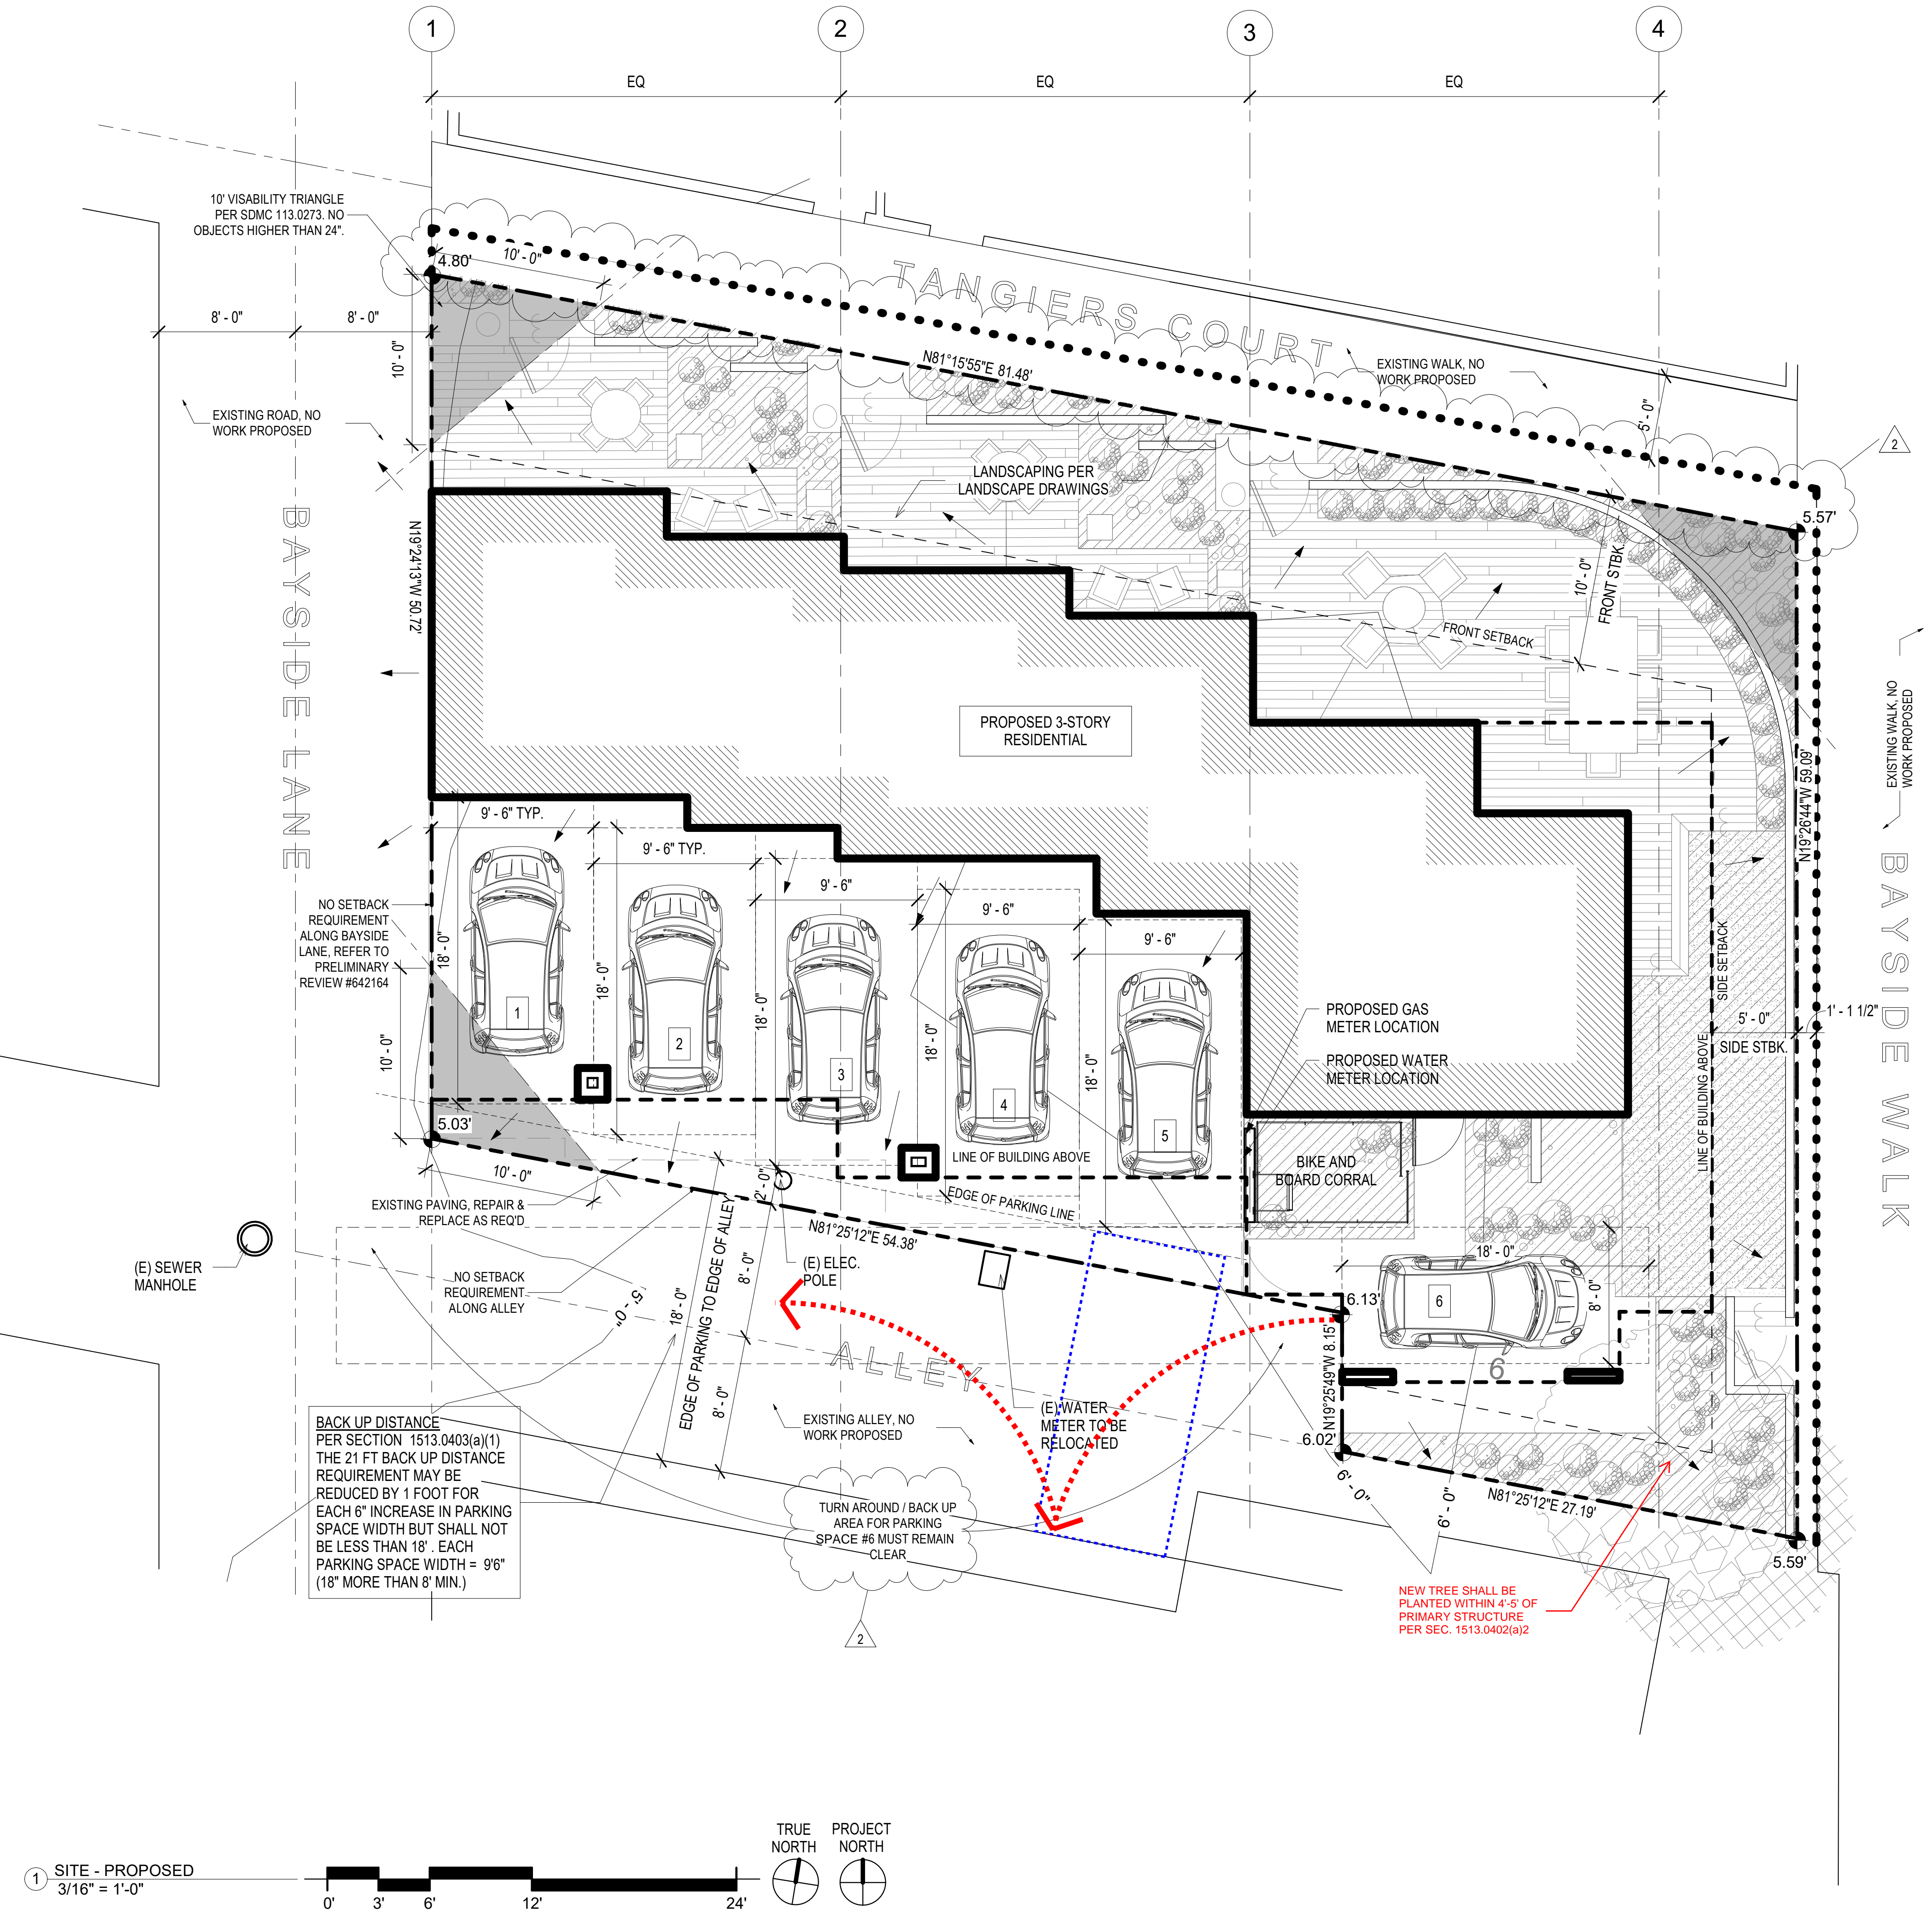 1
2
3
4
EQ
EQ
EQ
10' VISABILITY TRIANGLE
PER SDMC 113.0273. NO
OBJECTS HIGHER THAN 24".
4.80'
10' - 0"
TANGIERS COURT
8' - 0"
8' - 0"
10' - 0"
N81°15'55"E 81.48'
EXISTING WALK, NO
WORK PROPOSED
5' - 0"
EXISTING ROAD, NO
WORK PROPOSED
2
LANDSCAPING PER
LANDSCAPE DRAWINGS
5.57'
BAYSIDE LANE
N19°24'13"W 50.72'
10' - 0"
FRONT STBK.
FRONT SETBACK
EXISTING WALK, NO
WORK PROPOSED
PROPOSED 3-STORY
RESIDENTIAL
N19°26'44"W 59.09'
BAYSIDE WALK
9' - 6" TYP.
9' - 6" TYP.
9' - 6"
9' - 6"
9' - 6"
NO SETBACK
REQUIREMENT
ALONG BAYSIDE
LANE, REFER TO
PRELIMINARY
REVIEW #642164
18' - 0"
18' - 0"
18' - 0"
18' - 0"
18' - 0"
SIDE SETBACK
LINE OF BUILDING ABOVE
1
2
3
4
5
PROPOSED GAS
METER LOCATION
PROPOSED WATER
METER LOCATION
5' - 0"
SIDE STBK.
1' - 1 1/2"
10' - 0"
5.03'
10' - 0"
LINE OF BUILDING ABOVE
BIKE AND
BOARD CORRAL
EXISTING PAVING, REPAIR &
REPLACE AS REQ'D
2' - 0"
EDGE OF PARKING LINE
N81°25'12"E 54.38'
(E) SEWER
MANHOLE
NO SETBACK
REQUIREMENT
ALONG ALLEY
5' - 0"
18' - 0"
EDGE OF PARKING TO EDGE OF ALLEY
8' - 0"
8' - 0"
(E) ELEC.
POLE
18' - 0"
8' - 0"
6
6
6.13'
N19°25'49"W 8.15'
6.02'
ALLEY
EXISTING ALLEY, NO
WORK PROPOSED
(E) WATER
METER TO BE
RELOCATED
BACK UP DISTANCE
PER SECTION 1513.0403(a)(1)
THE 21 FT BACK UP DISTANCE
REQUIREMENT MAY BE
REDUCED BY 1 FOOT FOR
EACH 6" INCREASE IN PARKING
SPACE WIDTH BUT SHALL NOT
BE LESS THAN 18' . EACH
PARKING SPACE WIDTH = 9'6"
(18" MORE THAN 8' MIN.)
TURN AROUND / BACK UP
AREA FOR PARKING
SPACE #6 MUST REMAIN
CLEAR
2
6' - 0"
6' - 0"
N81°25'12"E 27.19'
5.59'
NEW TREE SHALL BE
PLANTED WITHIN 4'-5' OF
PRIMARY STRUCTURE
PER SEC. 1513.0402(a)2
TRUE
NORTH
PROJECT
NORTH
1
SITE - PROPOSED
3/16" = 1'-0"
0'
3'
6'
12'
24'